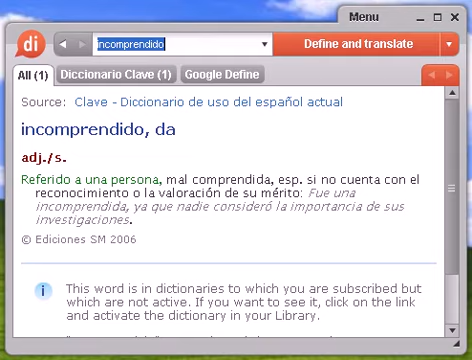 Menu
di
incomprendido
Define and translate
All (1)
Diccionario Clave (1)
Google Define
Source: Clave - Diccionario de uso del español actual
incomprendido, da
adj./s.
Referido a una persona, mal comprendida, esp. si no cuenta con el
reconocimiento o la valoración de su mérito: Fue una
incomprendida, ya que nadie consideró la importancia de sus
investigaciones.
© Ediciones SM 2006
i
This word is in dictionaries to which you are subscribed but
which are not active. If you want to see it, click on the link
and activate the dictionary in your Library.